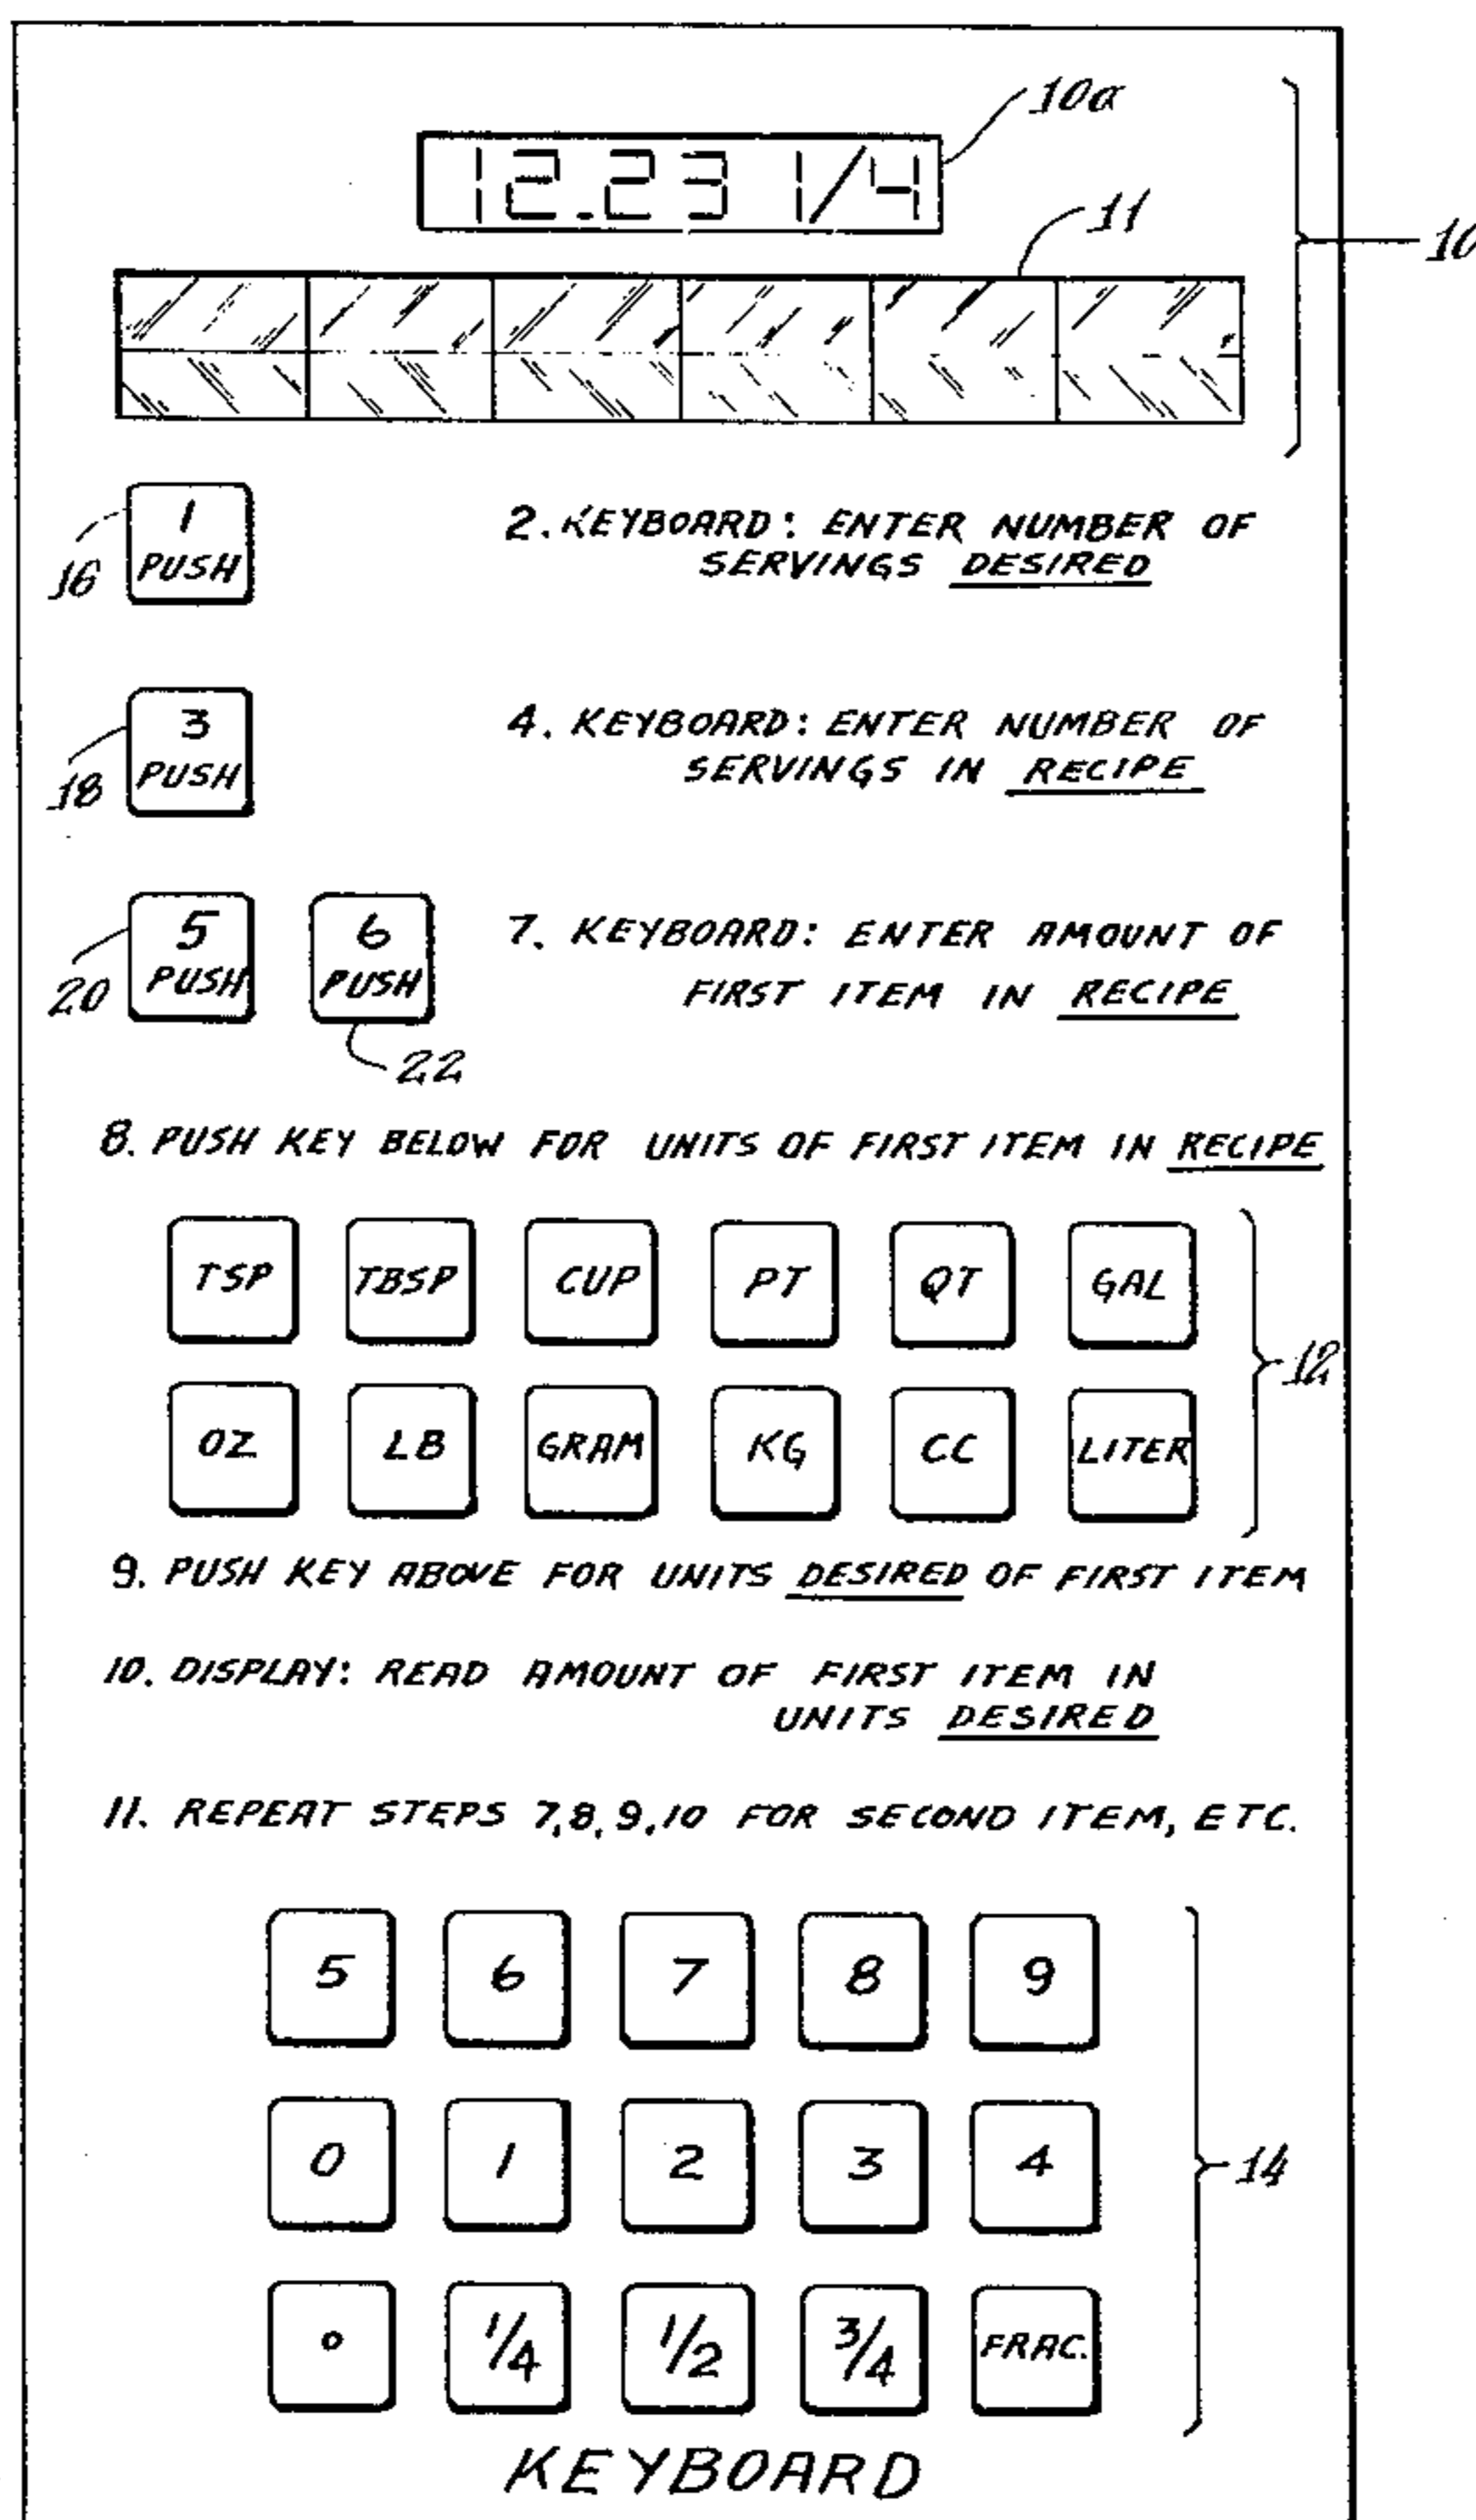 10a
12.231/4
11
10
1
PUSH
16
2. KEYBOARD: ENTER NUMBER OF
SERVINGS DESIRED
3
PUSH
18
4. KEYBOARD: ENTER NUMBER OF
SERVINGS IN RECIPE
5
PUSH
20
6
PUSH
22
7. KEYBOARD: ENTER AMOUNT OF
FIRST ITEM IN RECIPE
8. PUSH KEY BELOW FOR UNITS OF FIRST ITEM IN RECIPE
TSP TBSP CUP PT QT GAL
12
OZ LB GRAM KG CC LITER
9. PUSH KEY ABOVE FOR UNITS DESIRED OF FIRST ITEM
10. DISPLAY: READ AMOUNT OF FIRST ITEM IN
UNITS DESIRED
11. REPEAT STEPS 7,8,9,10 FOR SECOND ITEM, ETC.
5 6 7 8 9
0 1 2 3 4
14
° 1/4 1/2 3/4 FRAC.
KEYBOARD